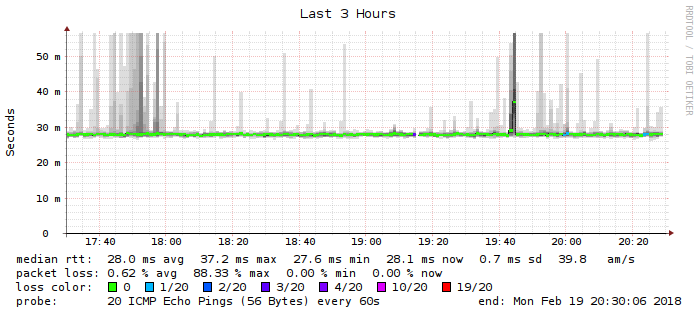 Last 3 Hours
RRDTOOL / TOBI OETIKER
Seconds
50 m
40 m
30 m
20 m
10 m
0
17:40 18:00 18:20 18:40 19:00 19:20 19:40 20:00 20:20
median rtt: 28.0 ms avg 37.2 ms max 27.6 ms min 28.1 ms now 0.7 ms sd 39.8 am/s
packet loss: 0.62 % avg 88.33 % max 0.00 % min 0.00 % now
loss color: 0 1/20 2/20 3/20 4/20 10/20 19/20
probe: 20 ICMP Echo Pings (56 Bytes) every 60s end: Mon Feb 19 20:30:06 2018